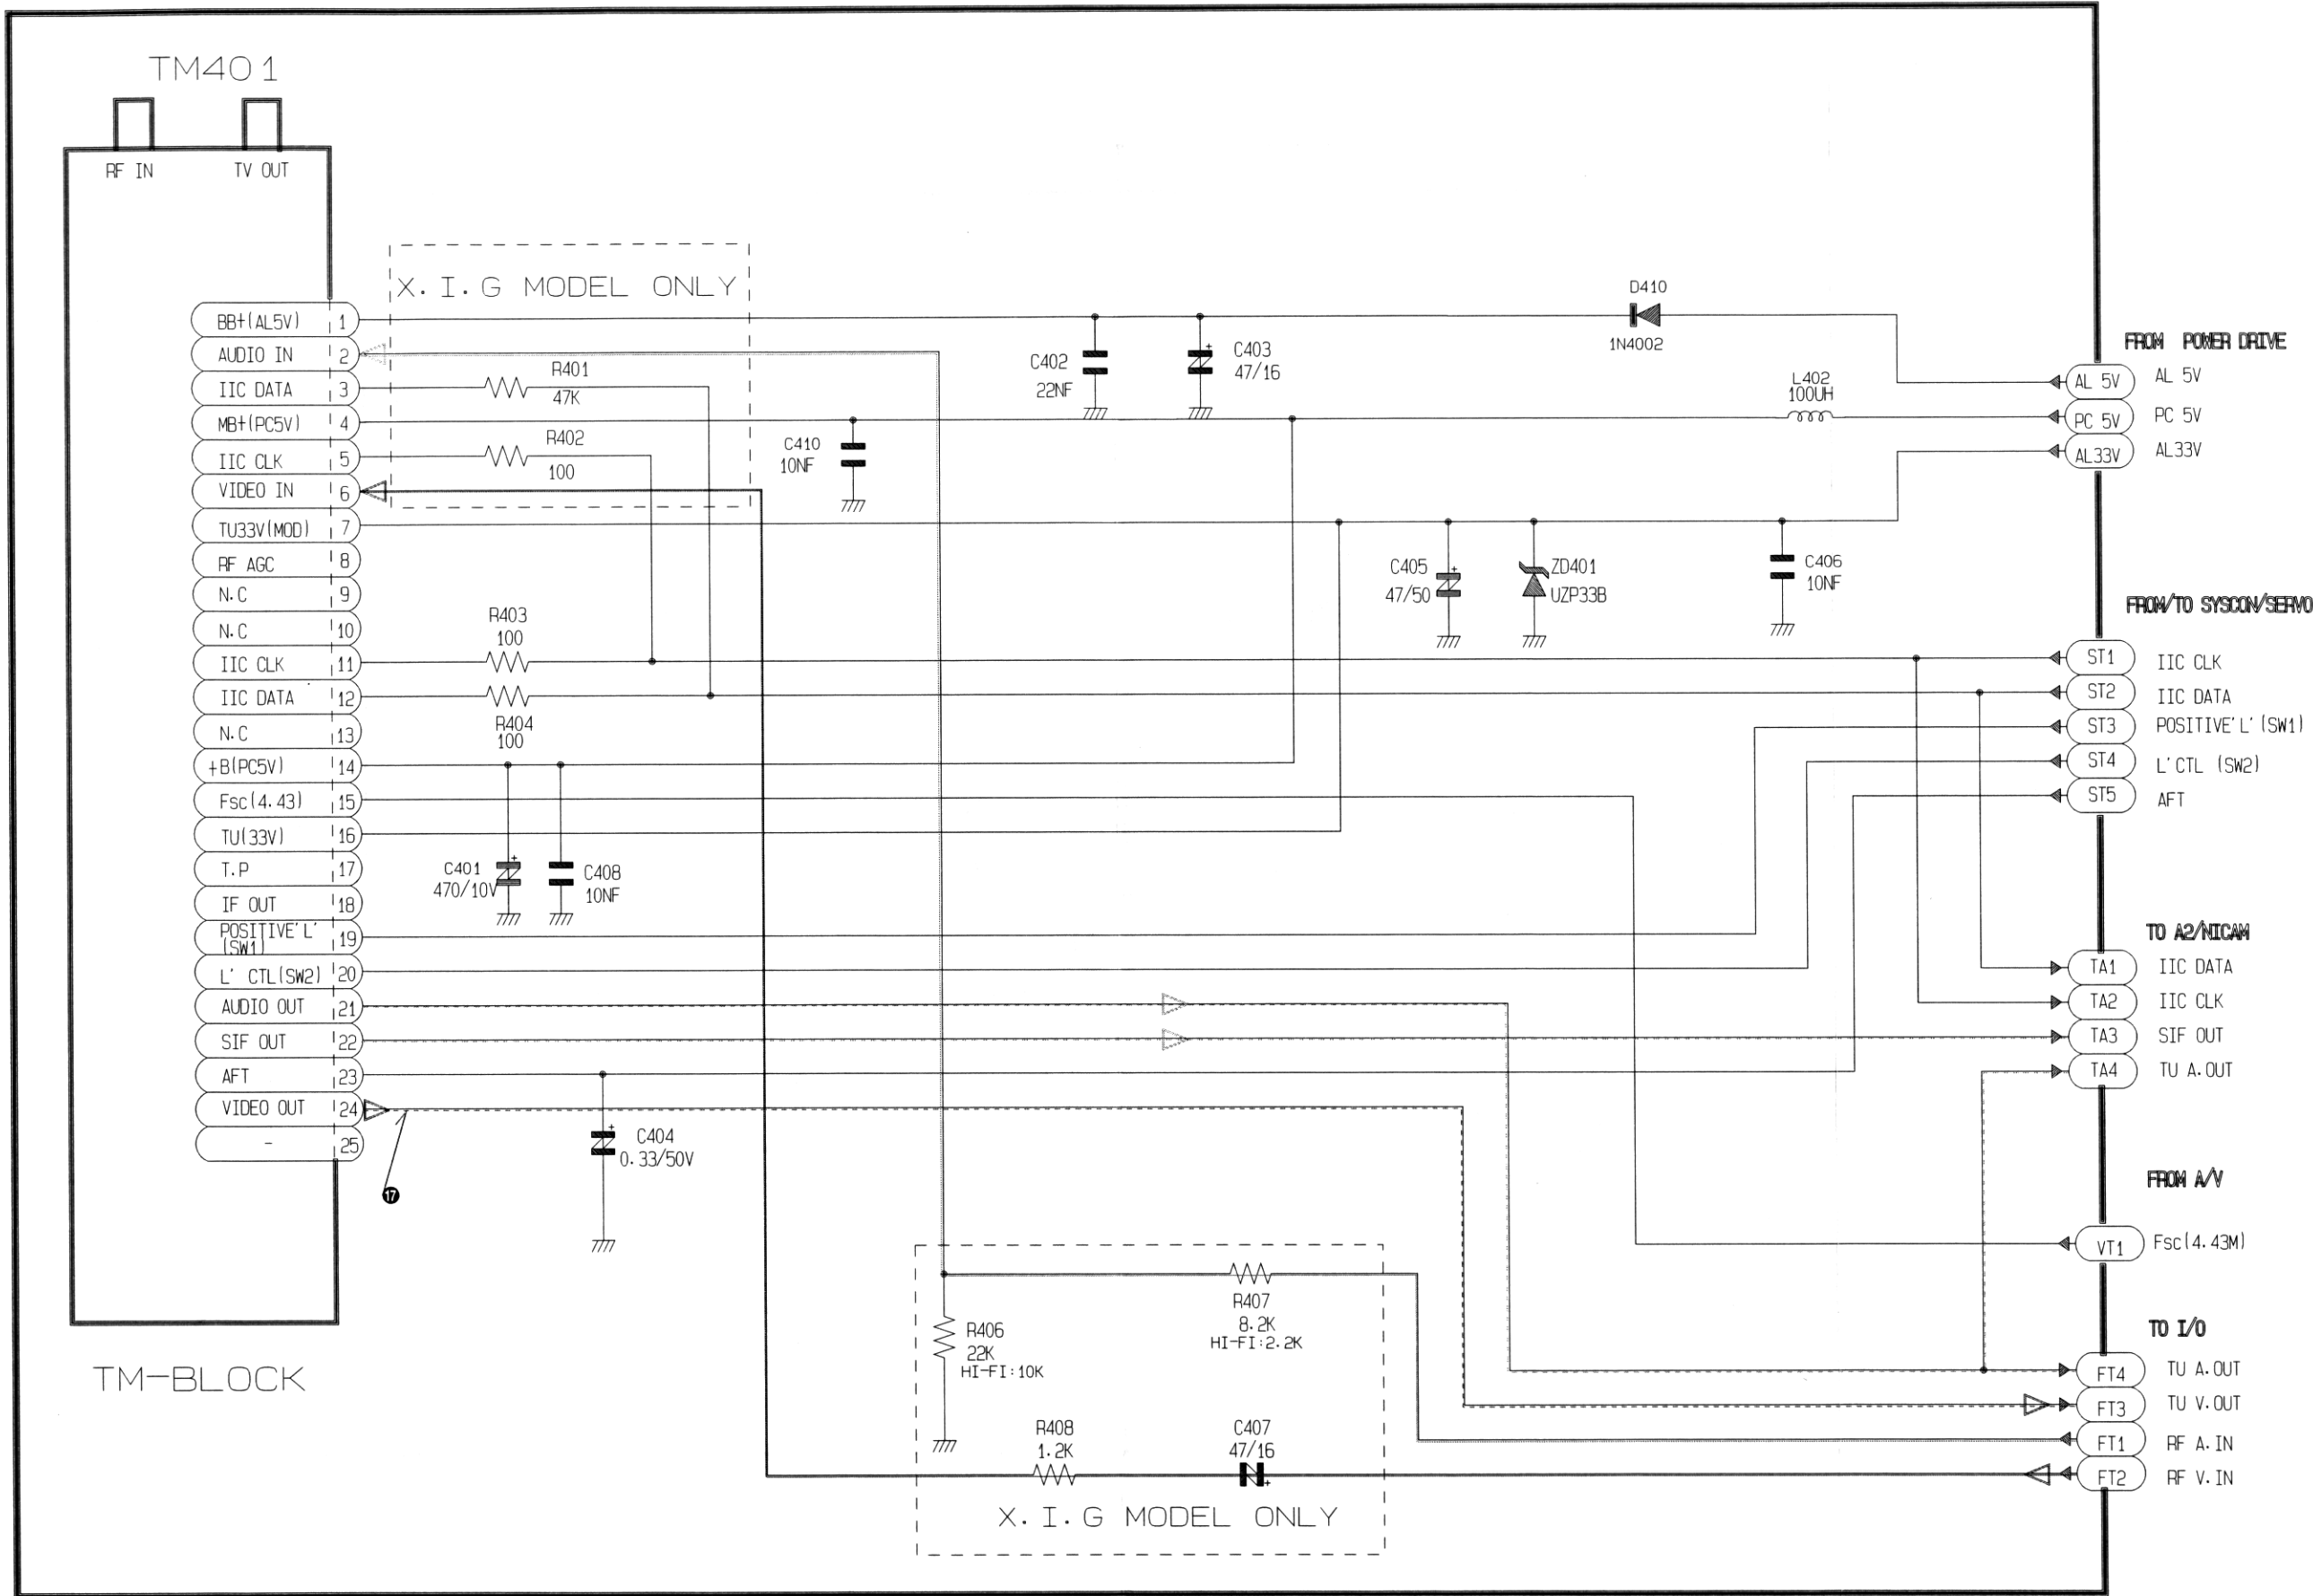 TM401
RF IN TV OUT
X.I.G MODEL ONLY
BB+(AL5V) 1
AUDIO IN 2
IIC DATA 3
MB+(PC5V) 4
IIC CLK 5
VIDEO IN 6
TU33V(MOD) 7
RF AGC 8
N.C 9
N.C 10
IIC CLK 11
IIC DATA 12
N.C 13
+B(PC5V) 14
Fsc(4.43) 15
TU(33V) 16
T.P 17
IF OUT 18
POSITIVE'L'
(SW1) 19
L' CTL(SW2) 20
AUDIO OUT 21
SIF OUT 22
AFT 23
VIDEO OUT 24
- 25
17
TM-BLOCK
R401
47K
R402
100
R403
100
R404
100
C401
470/10V
C408
10NF
C404
0.33/50V
C410
10NF
C402
22NF
C403
47/16
D410
1N4002
L402
100UH
C405
47/50
ZD401
UZP33B
C406
10NF
R406
22K
HI-FI:10K
R407
8.2K
HI-FI:2.2K
R408
1.2K
C407
47/16
X.I.G MODEL ONLY
FROM POWER DRIVE
AL 5V AL 5V
PC 5V PC 5V
AL33V AL33V
FROM/TO SYSCON/SERVO
ST1 IIC CLK
ST2 IIC DATA
ST3 POSITIVE'L'(SW1)
ST4 L'CTL (SW2)
ST5 AFT
TO A2/NICAM
TA1 IIC DATA
TA2 IIC CLK
TA3 SIF OUT
TA4 TU A.OUT
FROM A/V
VT1 Fsc(4.43M)
TO I/O
FT4 TU A.OUT
FT3 TU V.OUT
FT1 RF A.IN
FT2 RF V.IN